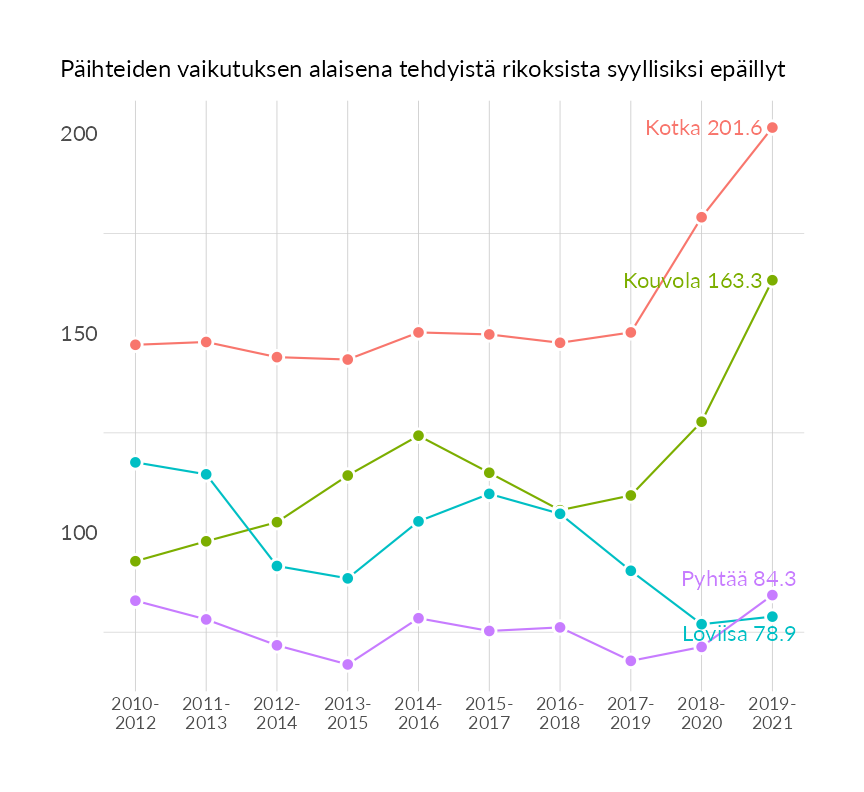 Päihteiden vaikutuksen alaisena tehdyistä rikoksista syyllisiksi epäillyt
200
Kotka 201.6
Kouvola 163.3
150
100
Pyhtää 84.3
Loviisa 78.9
2010- 2011- 2012- 2013- 2014- 2015- 2016- 2017- 2018- 2019-
2012 2013 2014 2015 2016 2017 2018 2019 2020 2021